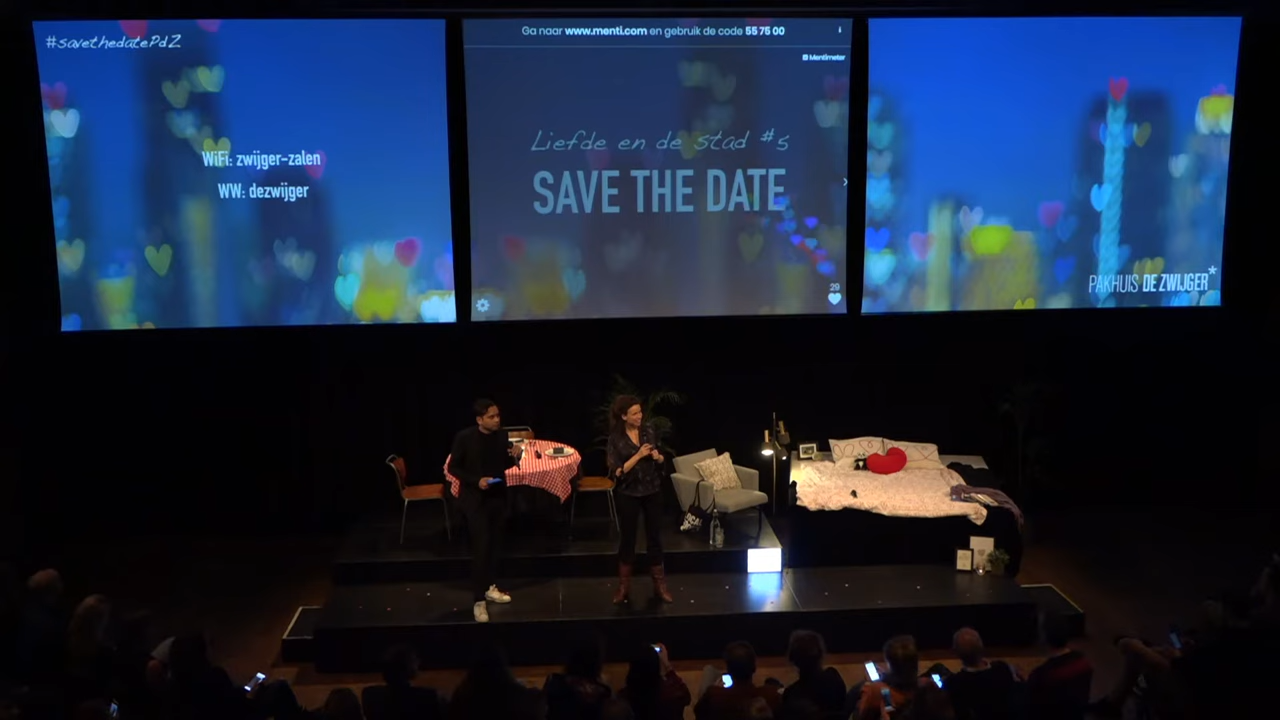 #savethedatePdZ
WiFi: zwijger-zalen
WW: dezwijger
Ga naar www.menti.com en gebruik de code 55 75 00
Mentimeter
Liefde en de stad #5
SAVE THE DATE
29
PAKHUIS DE ZWIJGER*